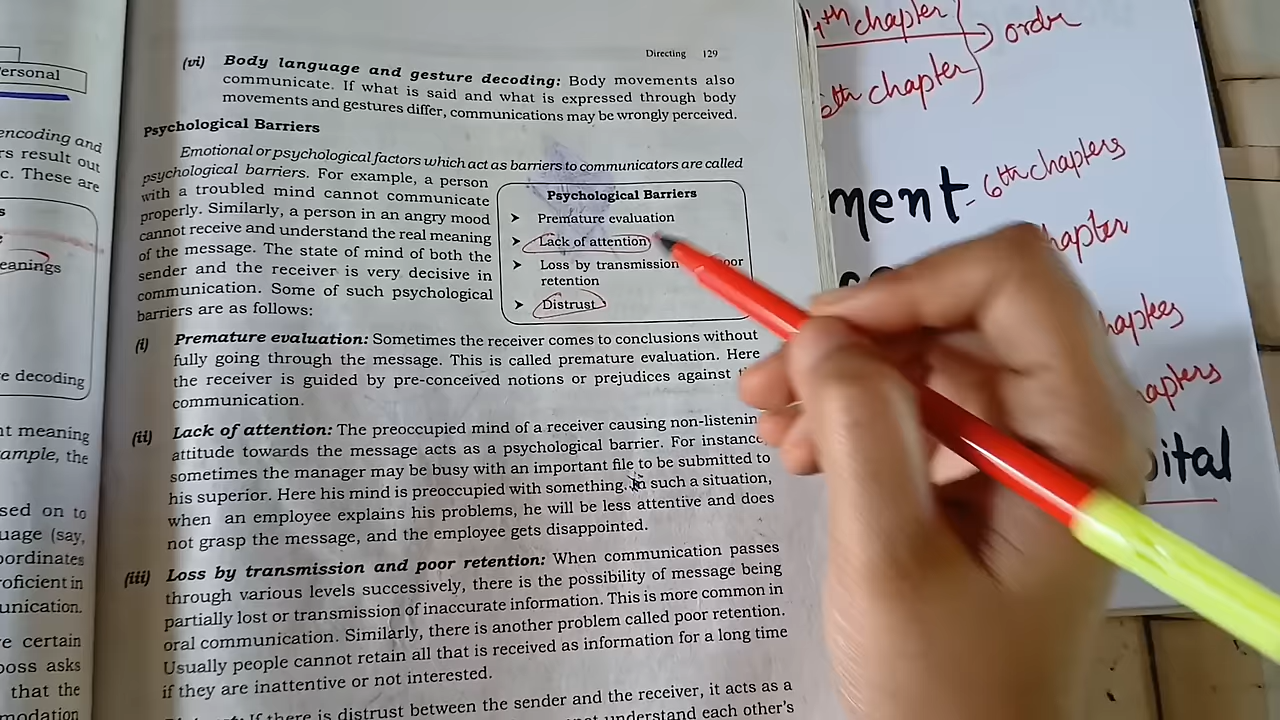 ersonal
encoding and
rs result out
c. These are
s
eanings
e decoding
nt meaning
ample, the
sed on to
uage (say,
oordinates
roficient in
unication.
e certain
boss asks
that the
modation
Directing 129
(vi) Body language and gesture decoding: Body movements also
communicate. If what is said and what is expressed through body
movements and gestures differ, communications may be wrongly perceived.
Psychological Barriers
Emotional or psychological factors which act as barriers to communicators are called
psychological barriers. For example, a person
with a troubled mind cannot communicate
properly. Similarly, a person in an angry mood
cannot receive and understand the real meaning
of the message. The state of mind of both the
sender and the receiver is very decisive in
communication. Some of such psychological
barriers are as follows:
Psychological Barriers
➤ Premature evaluation
➤ Lack of attention
➤ Loss by transmission oor
retention
➤ Distrust
(i) Premature evaluation: Sometimes the receiver comes to conclusions without
fully going through the message. This is called premature evaluation. Here
the receiver is guided by pre-conceived notions or prejudices against t
communication.
(ii) Lack of attention: The preoccupied mind of a receiver causing non-listenin
attitude towards the message acts as a psychological barrier. For instance
sometimes the manager may be busy with an important file to be submitted to
his superior. Here his mind is preoccupied with something. In such a situation,
when an employee explains his problems, he will be less attentive and does
not grasp the message, and the employee gets disappointed.
(iii) Loss by transmission and poor retention: When communication passes
through various levels successively, there is the possibility of message being
partially lost or transmission of inaccurate information. This is more common in
oral communication. Similarly, there is another problem called poor retention.
Usually people cannot retain all that is received as information for a long time
if they are inattentive or not interested.
If there is distrust between the sender and the receiver, it acts as a
understand each other's
th chapter
order
6th chapter
ment - 6th chapters
hapter
hapters
hapters
pital